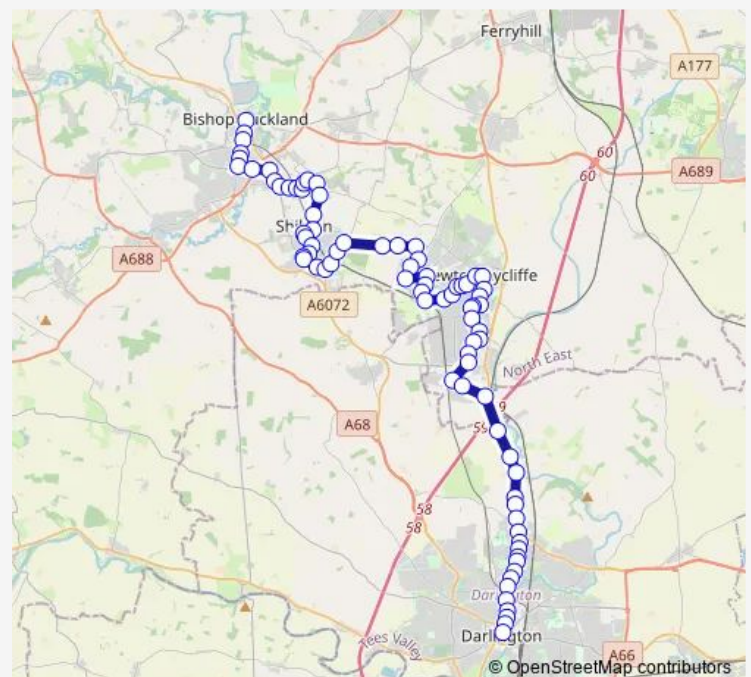 Ferryhill
A177
Bishop Auckland
60
60
A689
Shildon
A688
Newton Aycliffe
A6072
North East
A68
59
59
58
58
Darlington
Tees Valley
Darlington
A66
© OpenStreetMap contributors